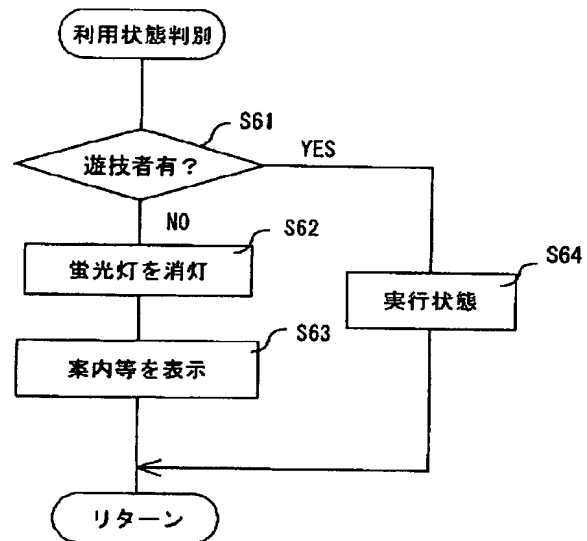 利用状態判別
S61
遊技者有?
YES
NO
S62
蛍光灯を消灯
S64
実行状態
S63
案内等を表示
リターン